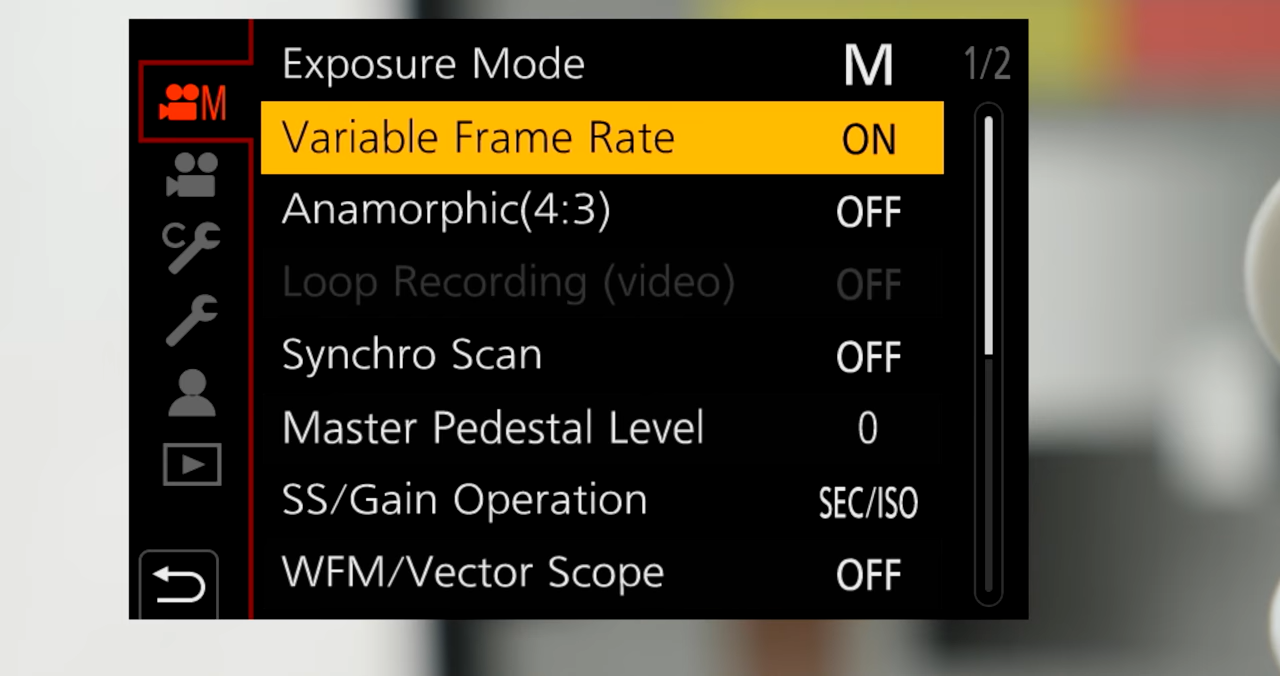 Exposure Mode M 1/2
M
Variable Frame Rate ON
Anamorphic(4:3) OFF
C
Loop Recording (video) OFF
Synchro Scan OFF
Master Pedestal Level 0
SS/Gain Operation SEC/ISO
WFM/Vector Scope OFF